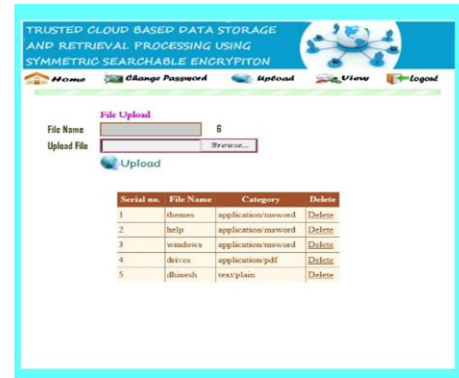 TRUSTED CLOUD BASED DATA STORAGE
AND RETRIEVAL PROCESSING USING
SYMMETRIC SEARCHABLE ENCRYPITON
Home Change Password Upload View Logout
File Upload
File Name 6
Upload File Browse...
Upload
Serial no. File Name Category Delete
1 themes application/msword Delete
2 help application/msword Delete
3 windows application/msword Delete
4 drives application/pdf Delete
5 dhinesh text/plain Delete